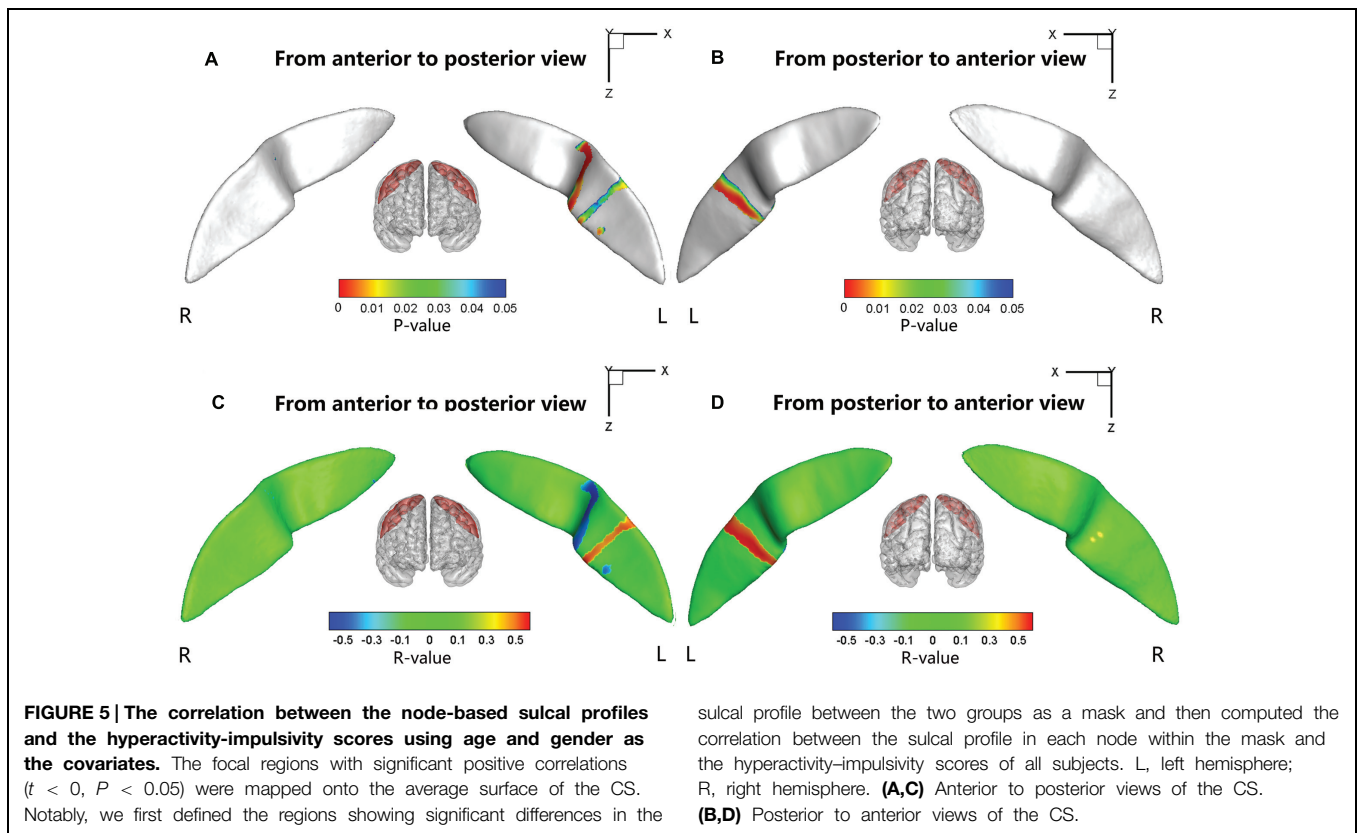 A From anterior to posterior view
Y X
Z
B From posterior to anterior view
X Y
Z
0 0.01 0.02 0.03 0.04 0.05
P-value
R
L
0 0.01 0.02 0.03 0.04 0.05
P-value
L
R
C From anterior to posterior view
Y X
Z
D From posterior to anterior view
X Y
Z
-0.5 -0.3 -0.1 0 0.1 0.3 0.5
R-value
R
L
-0.5 -0.3 -0.1 0 0.1 0.3 0.5
R-value
L
R
FIGURE 5 | The correlation between the node-based sulcal profiles
and the hyperactivity-impulsivity scores using age and gender as
the covariates. The focal regions with significant positive correlations
(t < 0, P < 0.05) were mapped onto the average surface of the CS.
Notably, we first defined the regions showing significant differences in the
sulcal profile between the two groups as a mask and then computed the
correlation between the sulcal profile in each node within the mask and
the hyperactivity–impulsivity scores of all subjects. L, left hemisphere;
R, right hemisphere. (A,C) Anterior to posterior views of the CS.
(B,D) Posterior to anterior views of the CS.